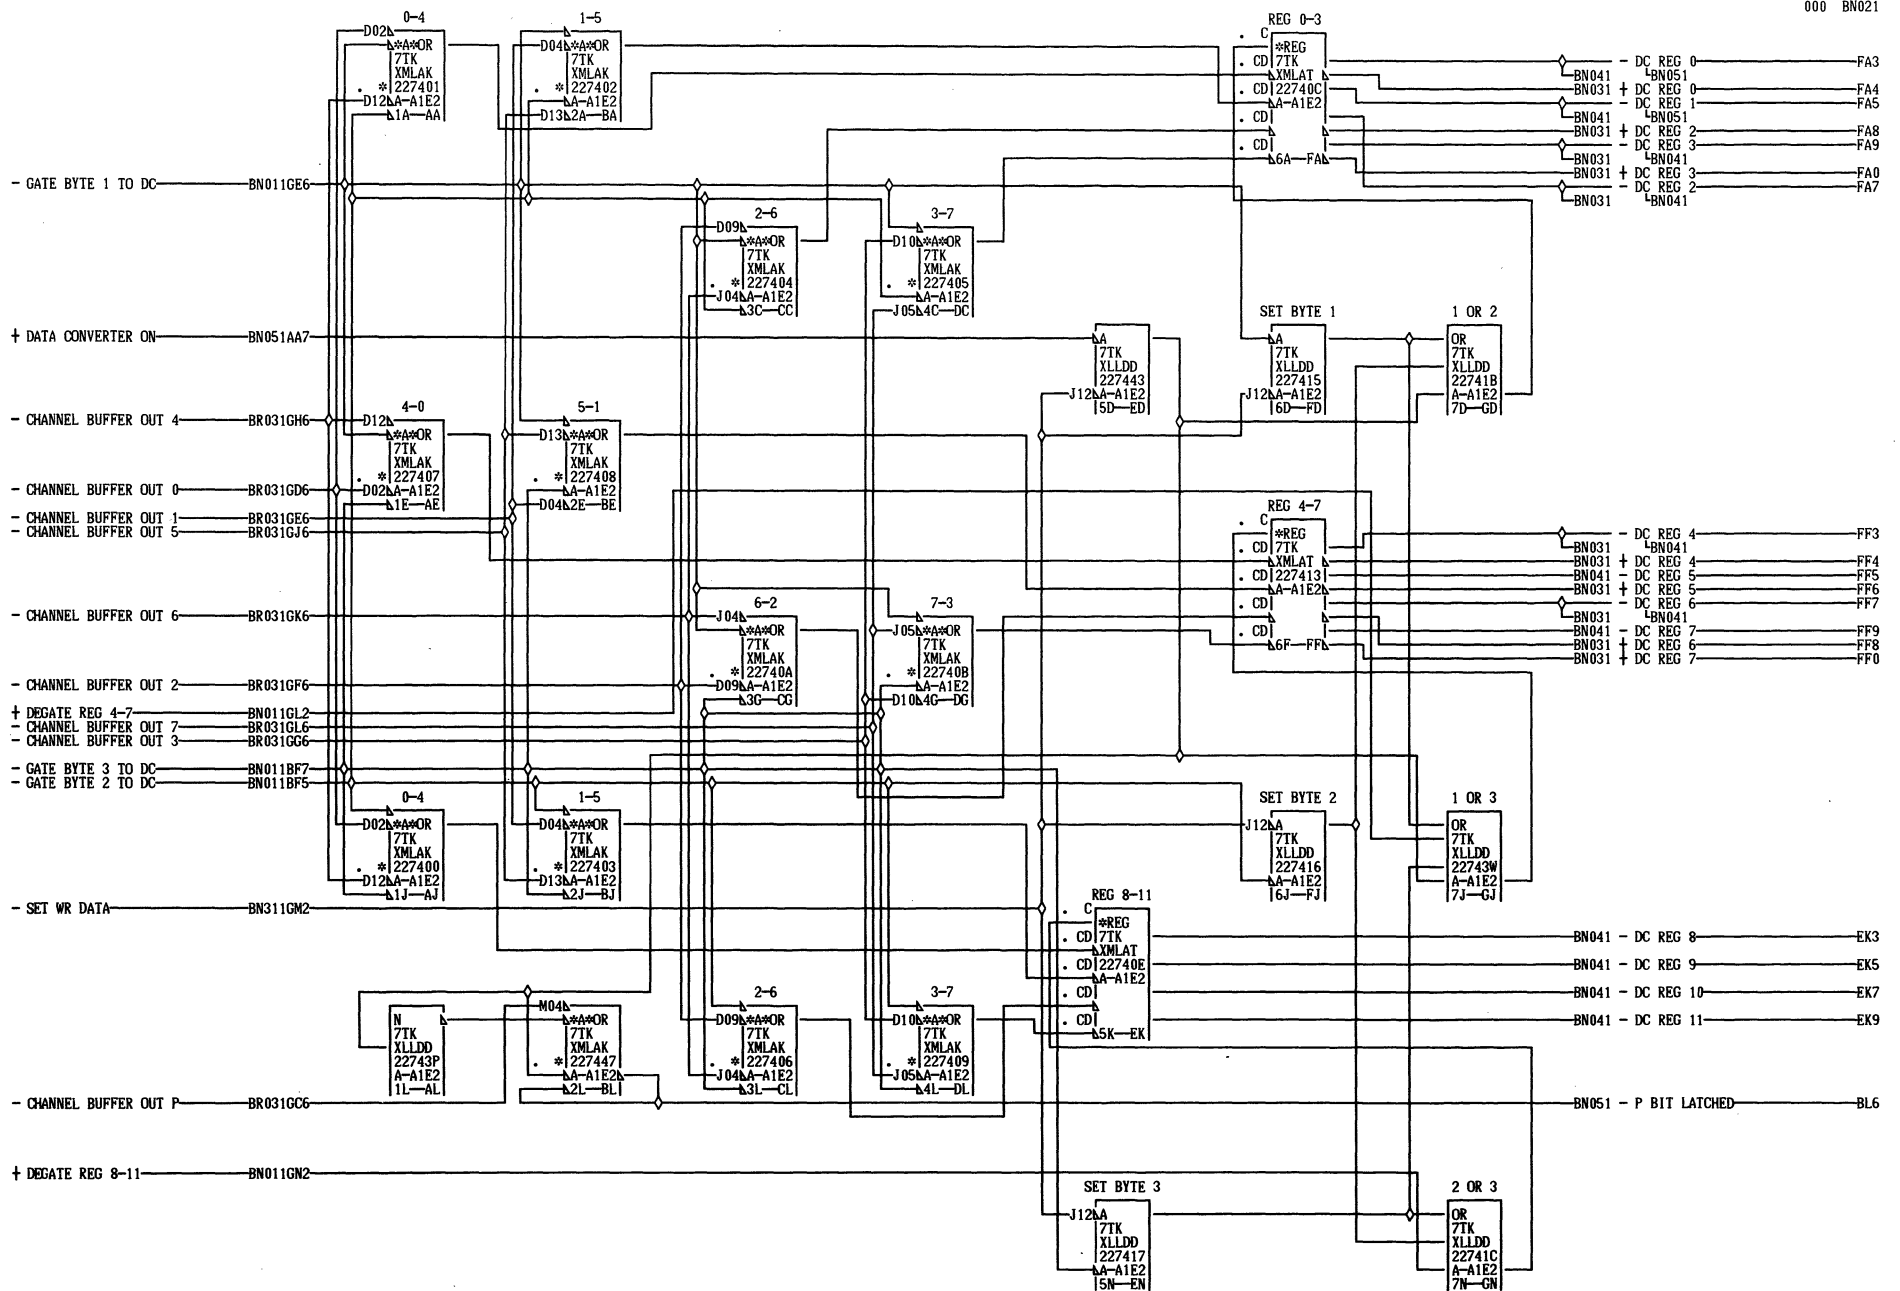 000 BN021
0-4
D02
*A*OR
7TK
XMLAK
* 227401
D12 A-A1E2
1A-AA
1-5
D04 *A*OR
7TK
XMLAK
* 227402
A-A1E2
D13 2A-BA
REG 0-3
C
*REG
CD 7TK
XMLAT
CD 22740C
A-A1E2
CD
CD
6A-FA
- DC REG 0 FA3
BN041 BN051
BN031 + DC REG 0 FA4
- DC REG 1 FA5
BN041 BN051
BN031 + DC REG 2 FA8
- DC REG 3 FA9
BN031 BN041
BN031 + DC REG 3 FA0
- DC REG 2 FA7
BN031 BN041
- GATE BYTE 1 TO DC BN011GE6
2-6
D09
*A*OR
7TK
XMLAK
* 227404
J04 A-A1E2
3C-CC
3-7
D10 *A*OR
7TK
XMLAK
* 227405
A-A1E2
J05 4C-DC
+ DATA CONVERTER ON BN051AA7
A
7TK
XLLDD
227443
J12 A-A1E2
5D-ED
SET BYTE 1
A
7TK
XLLDD
227415
J12 A-A1E2
6D-FD
1 OR 2
OR
7TK
XLLDD
22741B
A-A1E2
7D-GD
- CHANNEL BUFFER OUT 4 BR031GH6
4-0
D12
*A*OR
7TK
XMLAK
* 227407
D02 A-A1E2
1E-AE
5-1
D13 *A*OR
7TK
XMLAK
* 227408
A-A1E2
D04 2E-BE
- CHANNEL BUFFER OUT 0 BR031GD6
- CHANNEL BUFFER OUT 1 BR031GE6
- CHANNEL BUFFER OUT 5 BR031GJ6
REG 4-7
C
*REG
CD 7TK
XMLAT
CD 227413
A-A1E2
CD
CD
6F-FF
- DC REG 4 FF3
BN031 BN041
BN031 + DC REG 4 FF4
BN041 - DC REG 5 FF5
BN031 + DC REG 5 FF6
- DC REG 6 FF7
BN031 BN041
BN041 - DC REG 7 FF9
BN031 + DC REG 6 FF8
BN031 + DC REG 7 FF0
- CHANNEL BUFFER OUT 6 BR031GK6
6-2
J04
*A*OR
7TK
XMLAK
* 22740A
D09 A-A1E2
3G-CG
7-3
J05 *A*OR
7TK
XMLAK
* 22740B
A-A1E2
D10 4G-DG
- CHANNEL BUFFER OUT 2 BR031GF6
+ DEGATE REG 4-7 BN011GL2
- CHANNEL BUFFER OUT 7 BR031GL6
- CHANNEL BUFFER OUT 3 BR031GG6
- GATE BYTE 3 TO DC BN011BF7
- GATE BYTE 2 TO DC BN011BF5
0-4
D02 *A*OR
7TK
XMLAK
* 227400
D12 A-A1E2
1J-AJ
1-5
D04 *A*OR
7TK
XMLAK
* 227403
D13 A-A1E2
2J-BJ
SET BYTE 2
J12 A
7TK
XLLDD
227416
A-A1E2
6J-FJ
1 OR 3
OR
7TK
XLLDD
22743W
A-A1E2
7J-GJ
- SET WR DATA BN311GM2
REG 8-11
C
*REG
CD 7TK
XMLAT
CD 22740E
A-A1E2
CD
CD
5K-EK
BN041 - DC REG 8 EK3
BN041 - DC REG 9 EK5
BN041 - DC REG 10 EK7
BN041 - DC REG 11 EK9
N
7TK
XLLDD
22743P
A-A1E2
1L-AL
M04
*A*OR
7TK
XMLAK
* 227447
A-A1E2
2L-BL
2-6
D09 *A*OR
7TK
XMLAK
* 227406
J04 A-A1E2
3L-CL
3-7
D10 *A*OR
7TK
XMLAK
* 227409
J05 A-A1E2
4L-DL
- CHANNEL BUFFER OUT P BR031GC6
BN051 - P BIT LATCHED BL6
+ DEGATE REG 8-11 BN011GN2
SET BYTE 3
J12 A
7TK
XLLDD
227417
A-A1E2
5N-EN
2 OR 3
OR
7TK
XLLDD
22741C
A-A1E2
7N-GN